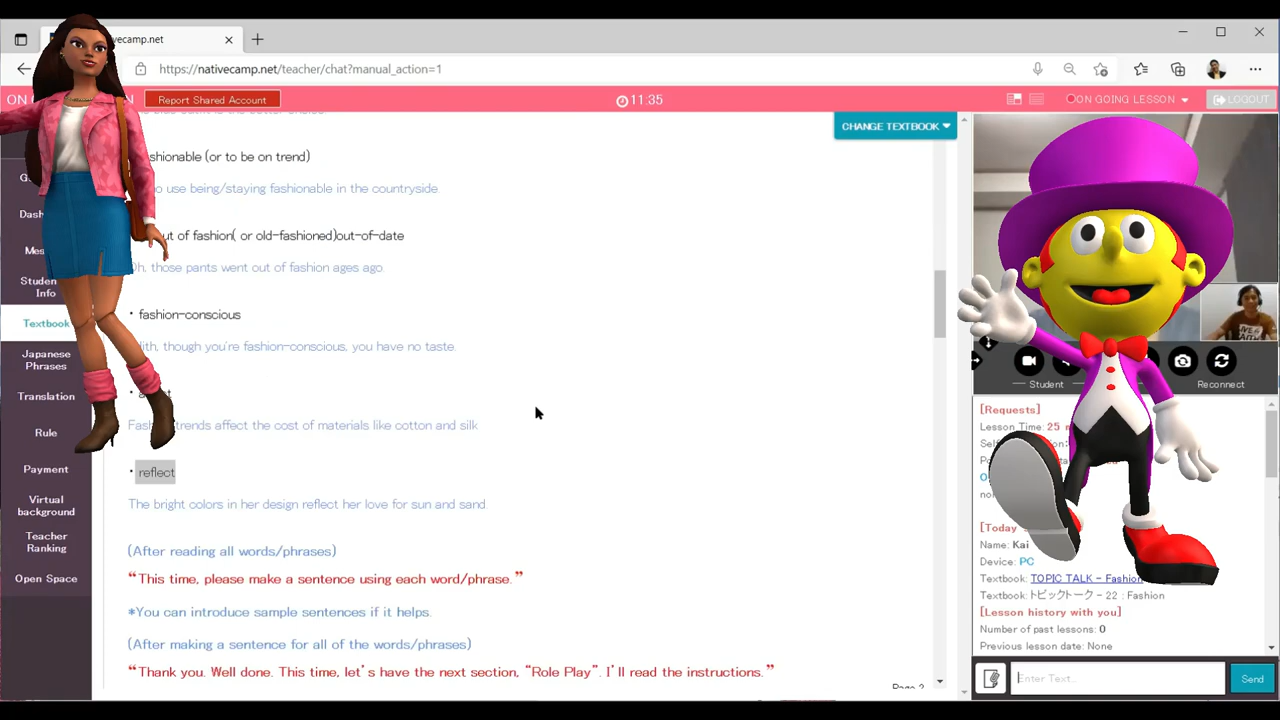 vecamp.net
https://nativecamp.net/teacher/chat?manual_action=1
ON
Report Shared Account
11:35
ON GOING LESSON
LOGOUT
CHANGE TEXTBOOK
shionable (or to be on trend)
o use being/staying fashionable in the countryside
ut of fashion( or old-fashioned)out-of-date
Oh, those pants went out of fashion ages ago
・fashion-conscious
ith, though you're fashion-conscious, you have no taste.
trends affect the cost of materials like cotton and silk
・reflect
The bright colors in her design reflect her love for sun and sand.
(After reading all words/phrases)
“This time, please make a sentence using each word/phrase.”
*You can introduce sample sentences if it helps.
(After making a sentence for all of the words/phrases)
“Thank you. Well done. This time, let's have the next section, “Role Play”. I'll read the instructions.”
Page 2
Dash
Mes
Student
Info
Textbook
Japanese
Phrases
Translation
Rule
Payment
Virtual
background
Teacher
Ranking
Open Space
Student
Reconnect
[Requests]
Lesson Time: 25 m
Self
Po
O
non
[Today
Name: Kai
Device: PC
Textbook: TOPIC TALK - Fashion
Textbook: トピックトーク - 22 : Fashion
[Lesson history with you]
Number of past lessons: 0
Previous lesson date: None
Enter Text...
Send